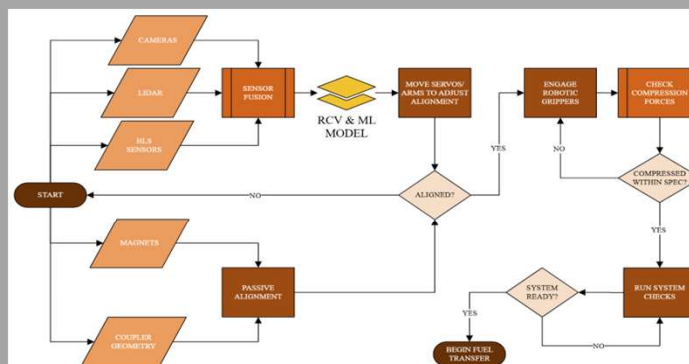 CAMERAS
LIDAR
HLS
SENSORS
SENSOR
FUSION
RCV & ML
MODEL
MOVE SERVOS/
ARMS TO ADJUST
ALIGNMENT
ENGAGE
ROBOTIC
GRIPPERS
CHECK
COMPRESSION
FORCES
YES
NO
COMPRESSED
WITHIN SPEC?
START
NO
ALIGNED?
YES
MAGNETS
PASSIVE
ALIGNMENT
SYSTEM
READY?
RUN SYSTEM
CHECKS
YES
NO
COUPLER
GEOMETRY
BEGIN FUEL
TRANSFER